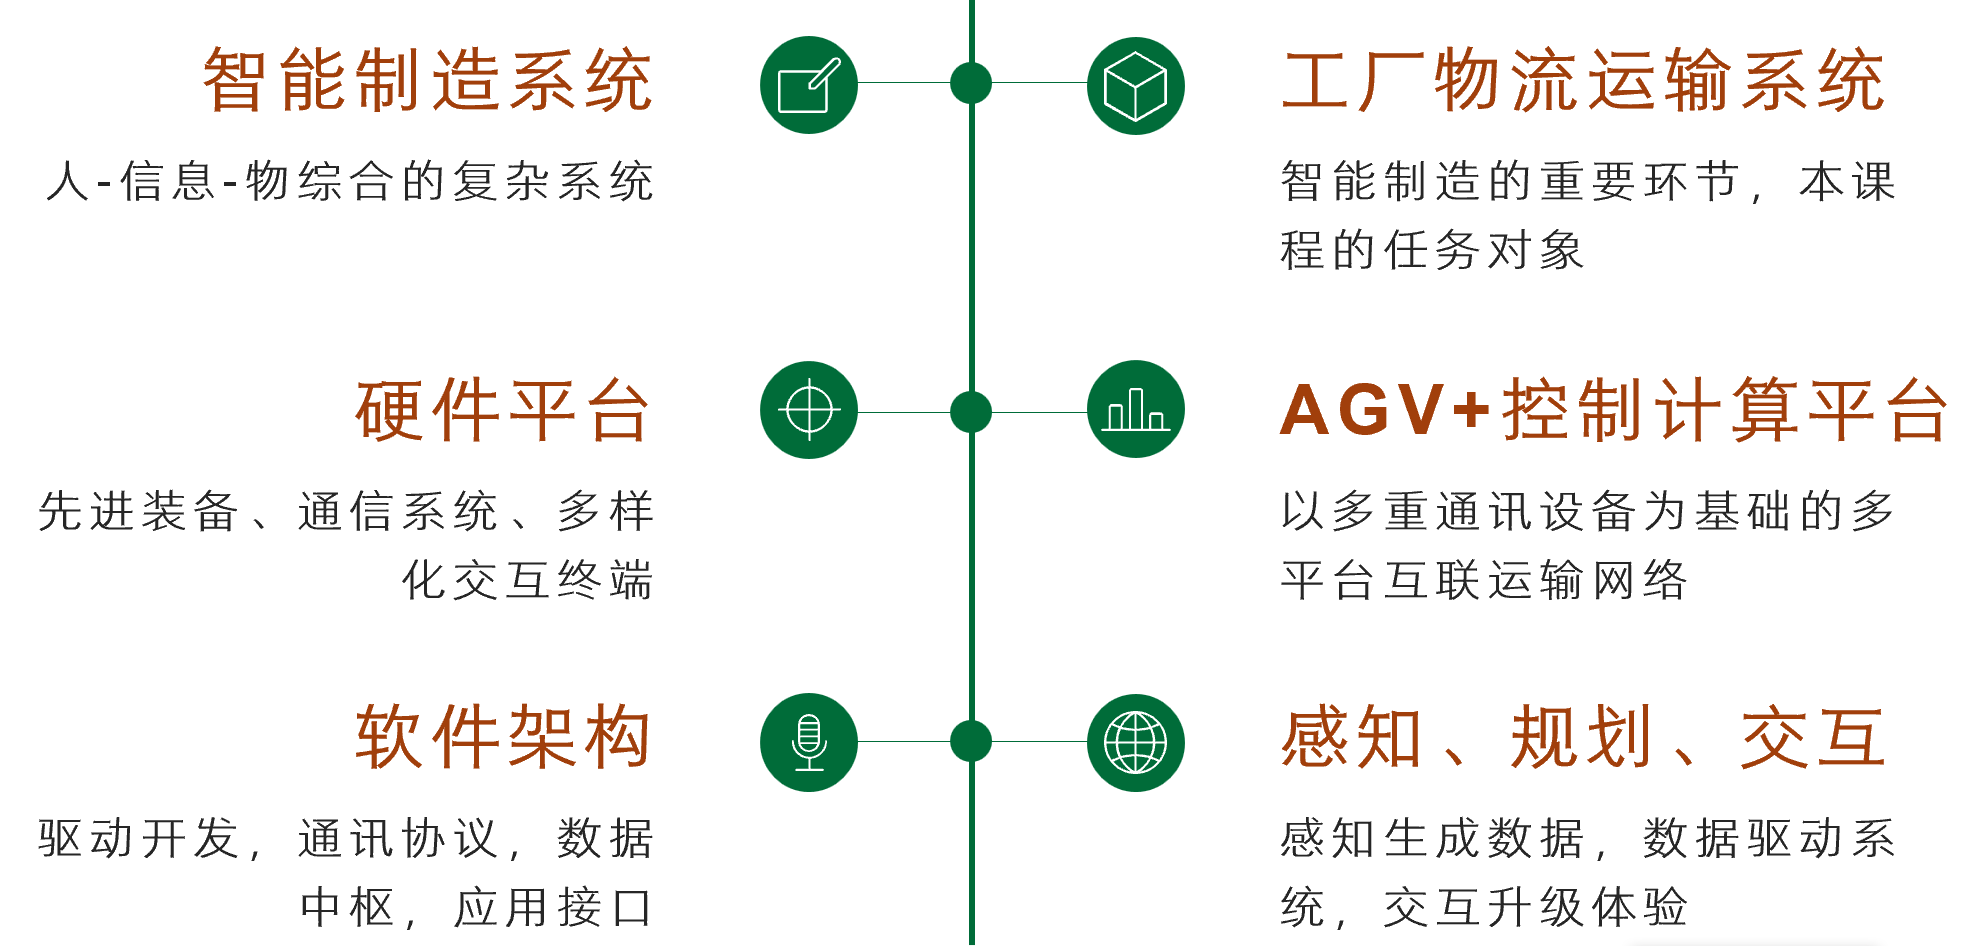 智能制造系统
人-信息-物综合的复杂系统
工厂物流运输系统
智能制造的重要环节，本课
程的任务对象
硬件平台
先进装备、通信系统、多样
化交互终端
AGV+控制计算平台
以多重通讯设备为基础的多
平台互联运输网络
软件架构
驱动开发，通讯协议，数据
中枢，应用接口
感知、规划、交互
感知生成数据，数据驱动系
统，交互升级体验